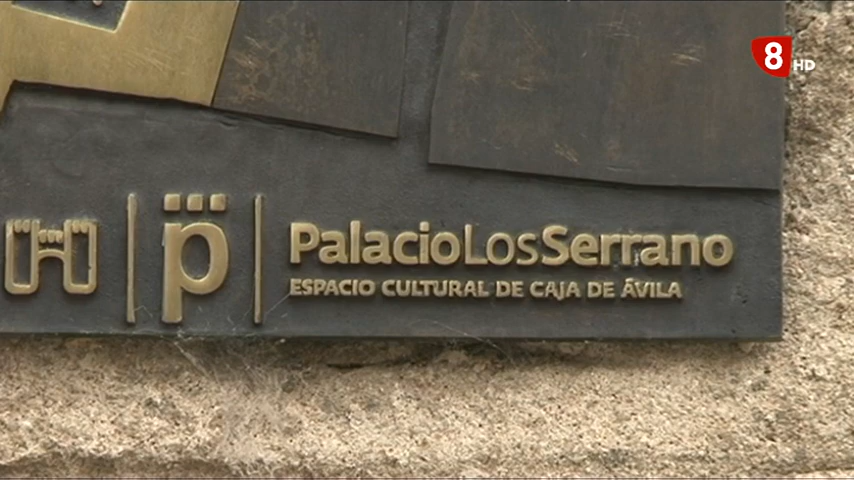 8 HD
p
PalacioLosSerrano
ESPACIO CULTURAL DE CAJA DE ÁVILA